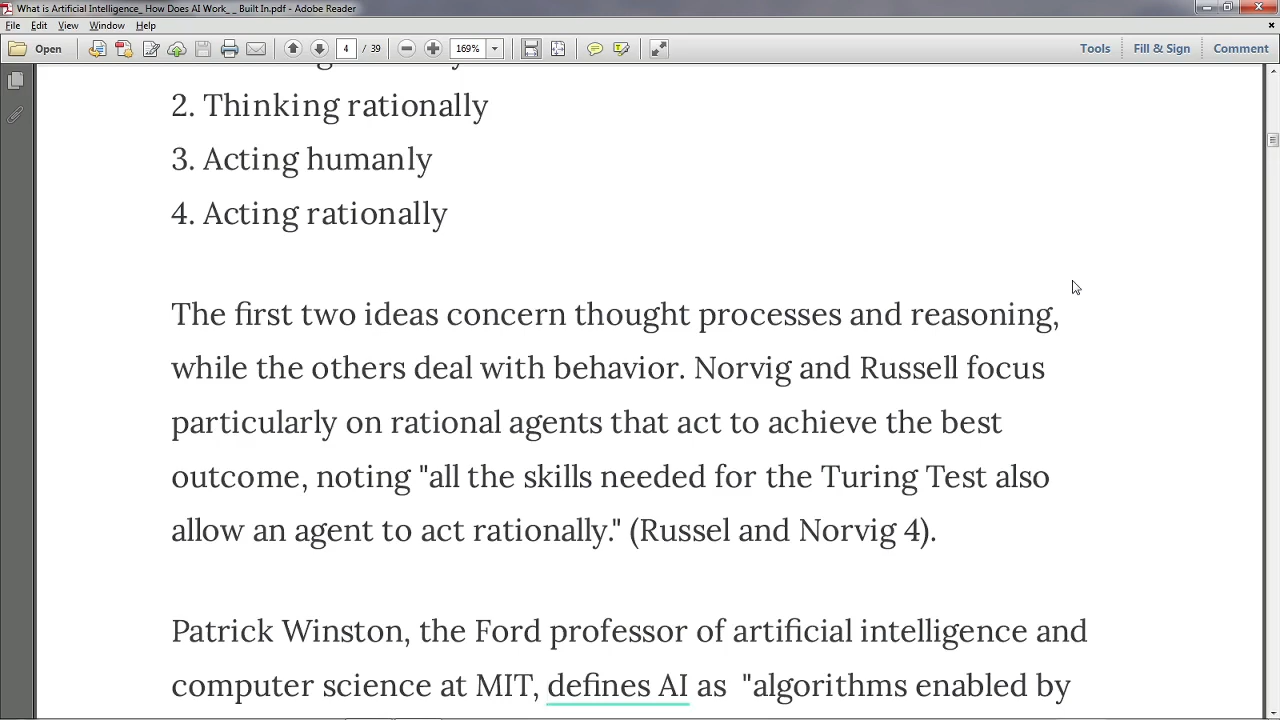 What is Artificial Intelligence_ How Does AI Work_ _ Built In.pdf - Adobe Reader
File Edit View Window Help
Open 4 / 39 169% Tools Fill & Sign Comment
2. Thinking rationally
3. Acting humanly
4. Acting rationally
The first two ideas concern thought processes and reasoning,
while the others deal with behavior. Norvig and Russell focus
particularly on rational agents that act to achieve the best
outcome, noting "all the skills needed for the Turing Test also
allow an agent to act rationally." (Russel and Norvig 4).
Patrick Winston, the Ford professor of artificial intelligence and
computer science at MIT, defines AI as "algorithms enabled by